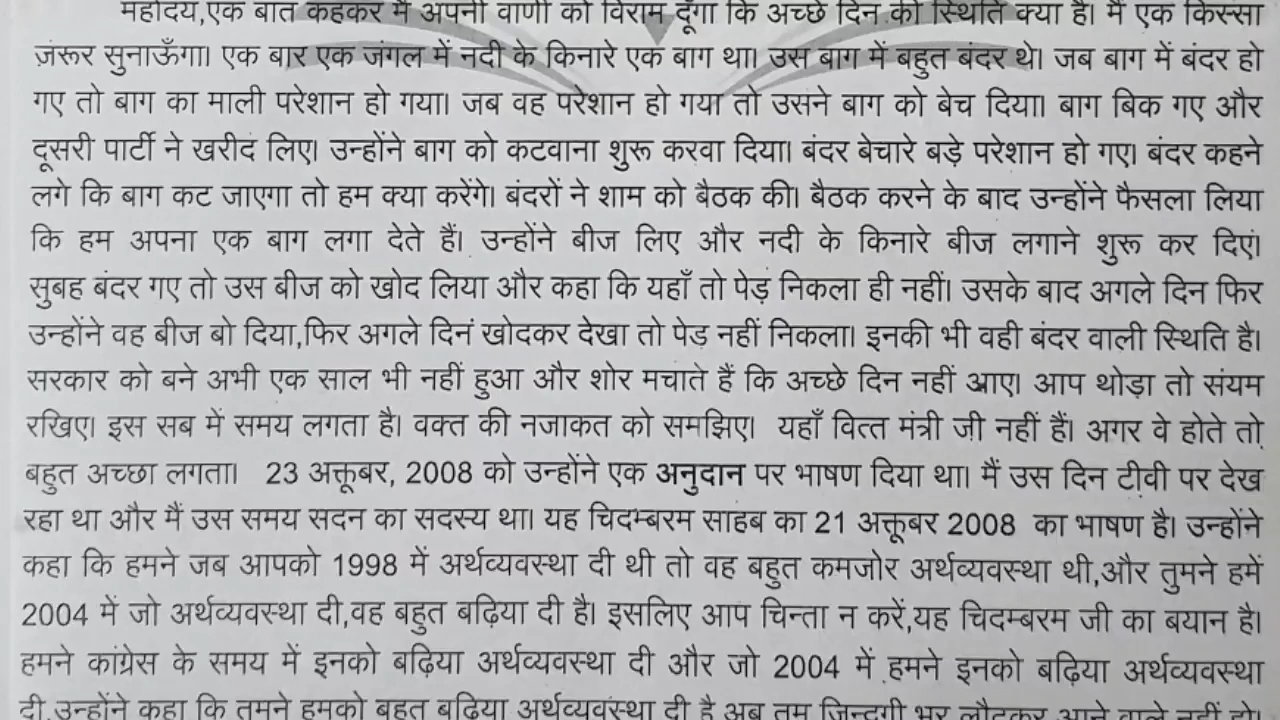 महोदय,एक बात कहकर मैं अपनी वाणी को विराम दूँगा कि अच्छे दिन की स्थिति क्या है। मैं एक किस्सा
ज़रूर सुनाऊँगा। एक बार एक जंगल में नदी के किनारे एक बाग था। उस बाग में बहुत बंदर थे। जब बाग में बंदर हो
गए तो बाग का माली परेशान हो गया। जब वह परेशान हो गया तो उसने बाग को बेच दिया। बाग बिक गए और
दूसरी पार्टी ने खरीद लिए। उन्होंने बाग को कटवाना शुरू करवा दिया। बंदर बेचारे बड़े परेशान हो गए। बंदर कहने
लगे कि बाग कट जाएगा तो हम क्या करेंगे। बंदरों ने शाम को बैठक की। बैठक करने के बाद उन्होंने फैसला लिया
कि हम अपना एक बाग लगा देते हैं। उन्होंने बीज लिए और नदी के किनारे बीज लगाने शुरू कर दिए।
सुबह बंदर गए तो उस बीज को खोद लिया और कहा कि यहाँ तो पेड़ निकला ही नहीं। उसके बाद अगले दिन फिर
उन्होंने वह बीज बो दिया,फिर अगले दिन खोदकर देखा तो पेड़ नहीं निकला। इनकी भी वही बंदर वाली स्थिति है।
सरकार को बने अभी एक साल भी नहीं हुआ और शोर मचाते हैं कि अच्छे दिन नहीं आए। आप थोड़ा तो संयम
रखिए। इस सब में समय लगता है। वक्त की नजाकत को समझिए। यहाँ वित्त मंत्री जी नहीं हैं। अगर वे होते तो
बहुत अच्छा लगता। 23 अक्तूबर, 2008 को उन्होंने एक अनुदान पर भाषण दिया था। मैं उस दिन टीवी पर देख
रहा था और मैं उस समय सदन का सदस्य था। यह चिदम्बरम साहब का 21 अक्तूबर 2008 का भाषण है। उन्होंने
कहा कि हमने जब आपको 1998 में अर्थव्यवस्था दी थी तो वह बहुत कमजोर अर्थव्यवस्था थी,और तुमने हमें
2004 में जो अर्थव्यवस्था दी,वह बहुत बढ़िया दी है। इसलिए आप चिन्ता न करें,यह चिदम्बरम जी का बयान है।
हमने कांग्रेस के समय में इनको बढ़िया अर्थव्यवस्था दी और जो 2004 में हमने इनको बढ़िया अर्थव्यवस्था
दी,उन्होंने कहा कि तुमने हमको बहुत बढ़िया अर्थव्यवस्था दी है अब तुम जिन्दगी भर लौटकर आने वाले नहीं हो।